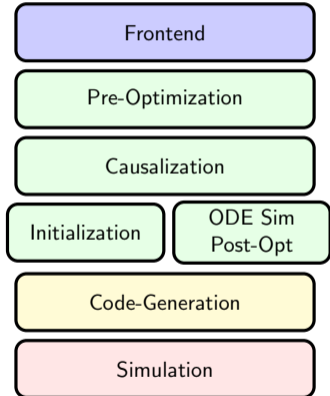 Frontend
Pre-Optimization
Causalization
Initialization
ODE Sim
Post-Opt
Code-Generation
Simulation